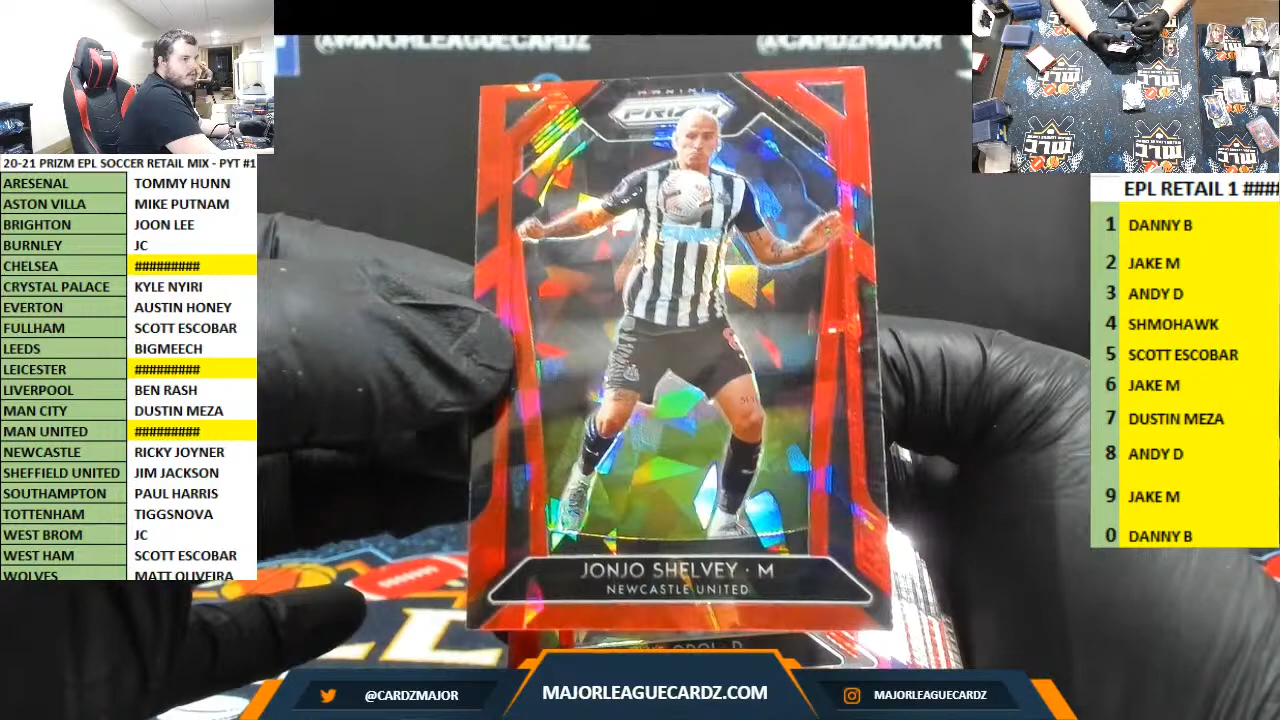 @MAJORLEAGUECARDZ
@CARDZMAJOR
20-21 PRIZM EPL SOCCER RETAIL MIX - PYT #1
ARESENAL TOMMY HUNN
ASTON VILLA MIKE PUTNAM
BRIGHTON JOON LEE
BURNLEY JC
CHELSEA #########
CRYSTAL PALACE KYLE NYIRI
EVERTON AUSTIN HONEY
FULLHAM SCOTT ESCOBAR
LEEDS BIGMEECH
LEICESTER #########
LIVERPOOL BEN RASH
MAN CITY DUSTIN MEZA
MAN UNITED #########
NEWCASTLE RICKY JOYNER
SHEFFIELD UNITED JIM JACKSON
SOUTHAMPTON PAUL HARRIS
TOTTENHAM TIGGSNOVA
WEST BROM JC
WEST HAM SCOTT ESCOBAR
WOLVES MATT OLIVEIRA
PANINI
PRIZM
JONJO SHELVEY · M
NEWCASTLE UNITED
EPL RETAIL 1 ####
1 DANNY B
2 JAKE M
3 ANDY D
4 SHMOHAWK
5 SCOTT ESCOBAR
6 JAKE M
7 DUSTIN MEZA
8 ANDY D
9 JAKE M
0 DANNY B
@CARDZMAJOR
MAJORLEAGUECARDZ.COM
MAJORLEAGUECARDZ